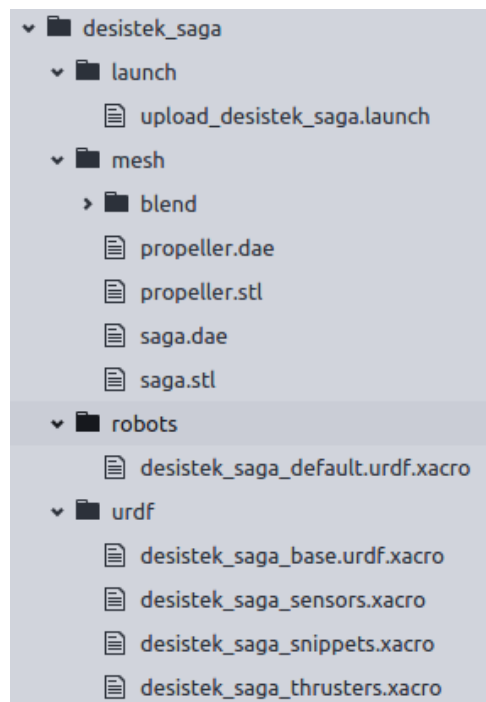 desistek_saga
launch
upload_desistek_saga.launch
mesh
blend
propeller.dae
propeller.stl
saga.dae
saga.stl
robots
desistek_saga_default.urdf.xacro
urdf
desistek_saga_base.urdf.xacro
desistek_saga_sensors.xacro
desistek_saga_snippets.xacro
desistek_saga_thrusters.xacro